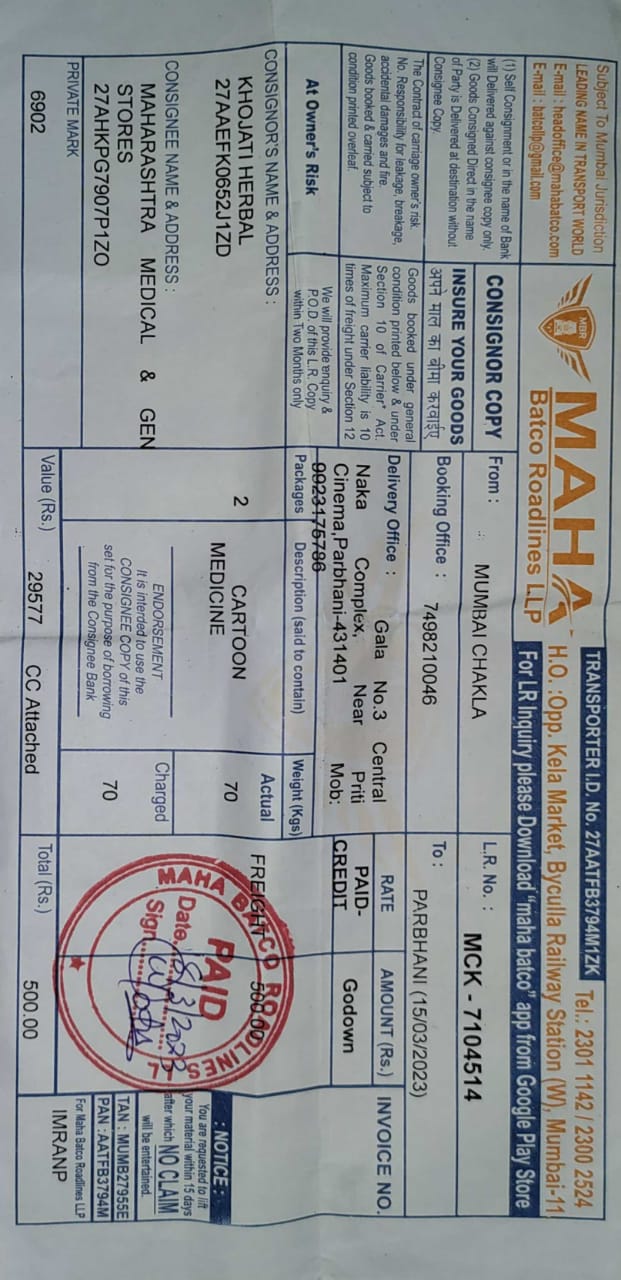 Subject To Mumbai Jurisdiction
LEADING NAME IN TRANSPORT WORLD
E-mail : headoffice@mahabatco.com
E-mail : batcollp@gmail.com
MBR
MAHA
Batco Roadlines LLP
TRANSPORTER I.D. No. 27AATFB3794M1ZK
Tel.: 2301 1142 / 2300 2524
H.O. :Opp. Kela Market, Byculla Railway Station (W), Mumbai-11
For LR Inquiry please Download "maha batco" app from Google Play Store
(1) Self Consignment or in the name of Bank
will Delivered against consignee copy only.
(2) Goods Consigned Direct in the name
of Party is Delivered at destination without
Consignee Copy.
CONSIGNOR COPY
INSURE YOUR GOODS
अपने माल का बीमा करवाईए
From : MUMBAI CHAKLA
L.R. No. : MCK - 7104514
Booking Office : 7498210046
To : PARBHANI (15/03/2023)
The Contract of carriage owner's risk.
No. Responsibility for leakage, breakage,
accidental damages and fire.
Goods booked & carried subject to
condition printed overleaf.
Goods booked under general
condition printed below & under
Section 10 of Carrier' Act.
Maximum carrier liability is 10
times of freight under Section 12
Delivery Office : Gala No.3 Central
Naka Complex, Near Priti
Cinema,Parbhani-431401 Mob:
9923175786
RATE
AMOUNT (Rs.)
INVOICE NO.
PAID-
CREDIT
Godown
At Owner's Risk
We will provide enquiry &
P.O.D. of this L.R. Copy
within Two Months only
Packages
Description (said to contain)
Weight (Kgs)
CONSIGNOR'S NAME & ADDRESS :
KHOJATI HERBAL
27AAEFK0652J1ZD
2
CARTOON
MEDICINE
Actual
70
FREIGHT 500.00
CONSIGNEE NAME & ADDRESS :
MAHARASHTRA MEDICAL & GEN
STORES
27AHKPG7907P1ZO
ENDORSEMENT
It is intended to use the
CONSIGNEE COPY of this
set for the purpose of borrowing
from the Consignee Bank
Charged
70
MAHA BATCO ROADLINES
PAID
Date 8/3/2023
Sign
: NOTICE :
You are requested to lift
your material within 15 days
after which NO CLAIM
will be entertained.
TAN : MUMB27955E
PAN : AATFB3794M
PRIVATE MARK
6902
Value (Rs.) 29577 CC Attached
Total (Rs.) 500.00
For Maha Batco Roadlines LLP
IMRANP